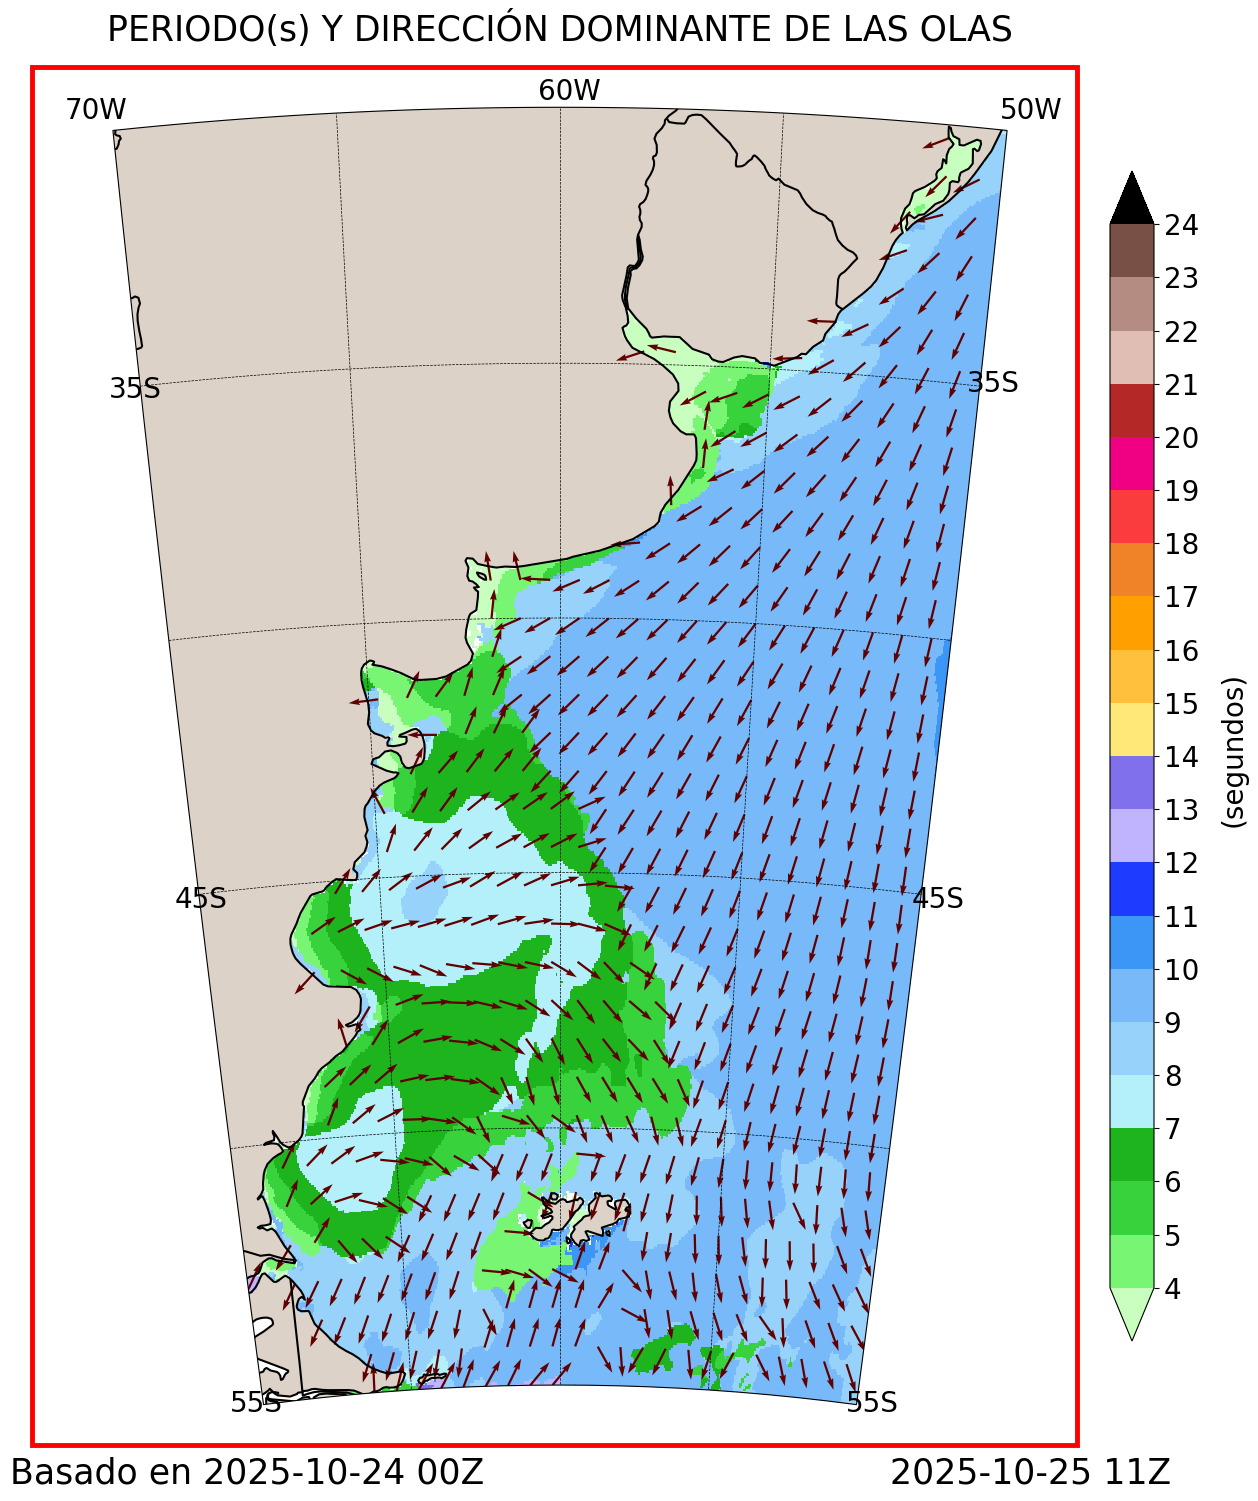 PERIODO(s) Y DIRECCIÓN DOMINANTE DE LAS OLAS
70W
60W
50W
35S
35S
45S
45S
55S
55S
24
23
22
21
20
19
18
17
16
15
14
13
12
11
10
9
8
7
6
5
4
(segundos)
Basado en 2025-10-24 00Z
2025-10-25 11Z